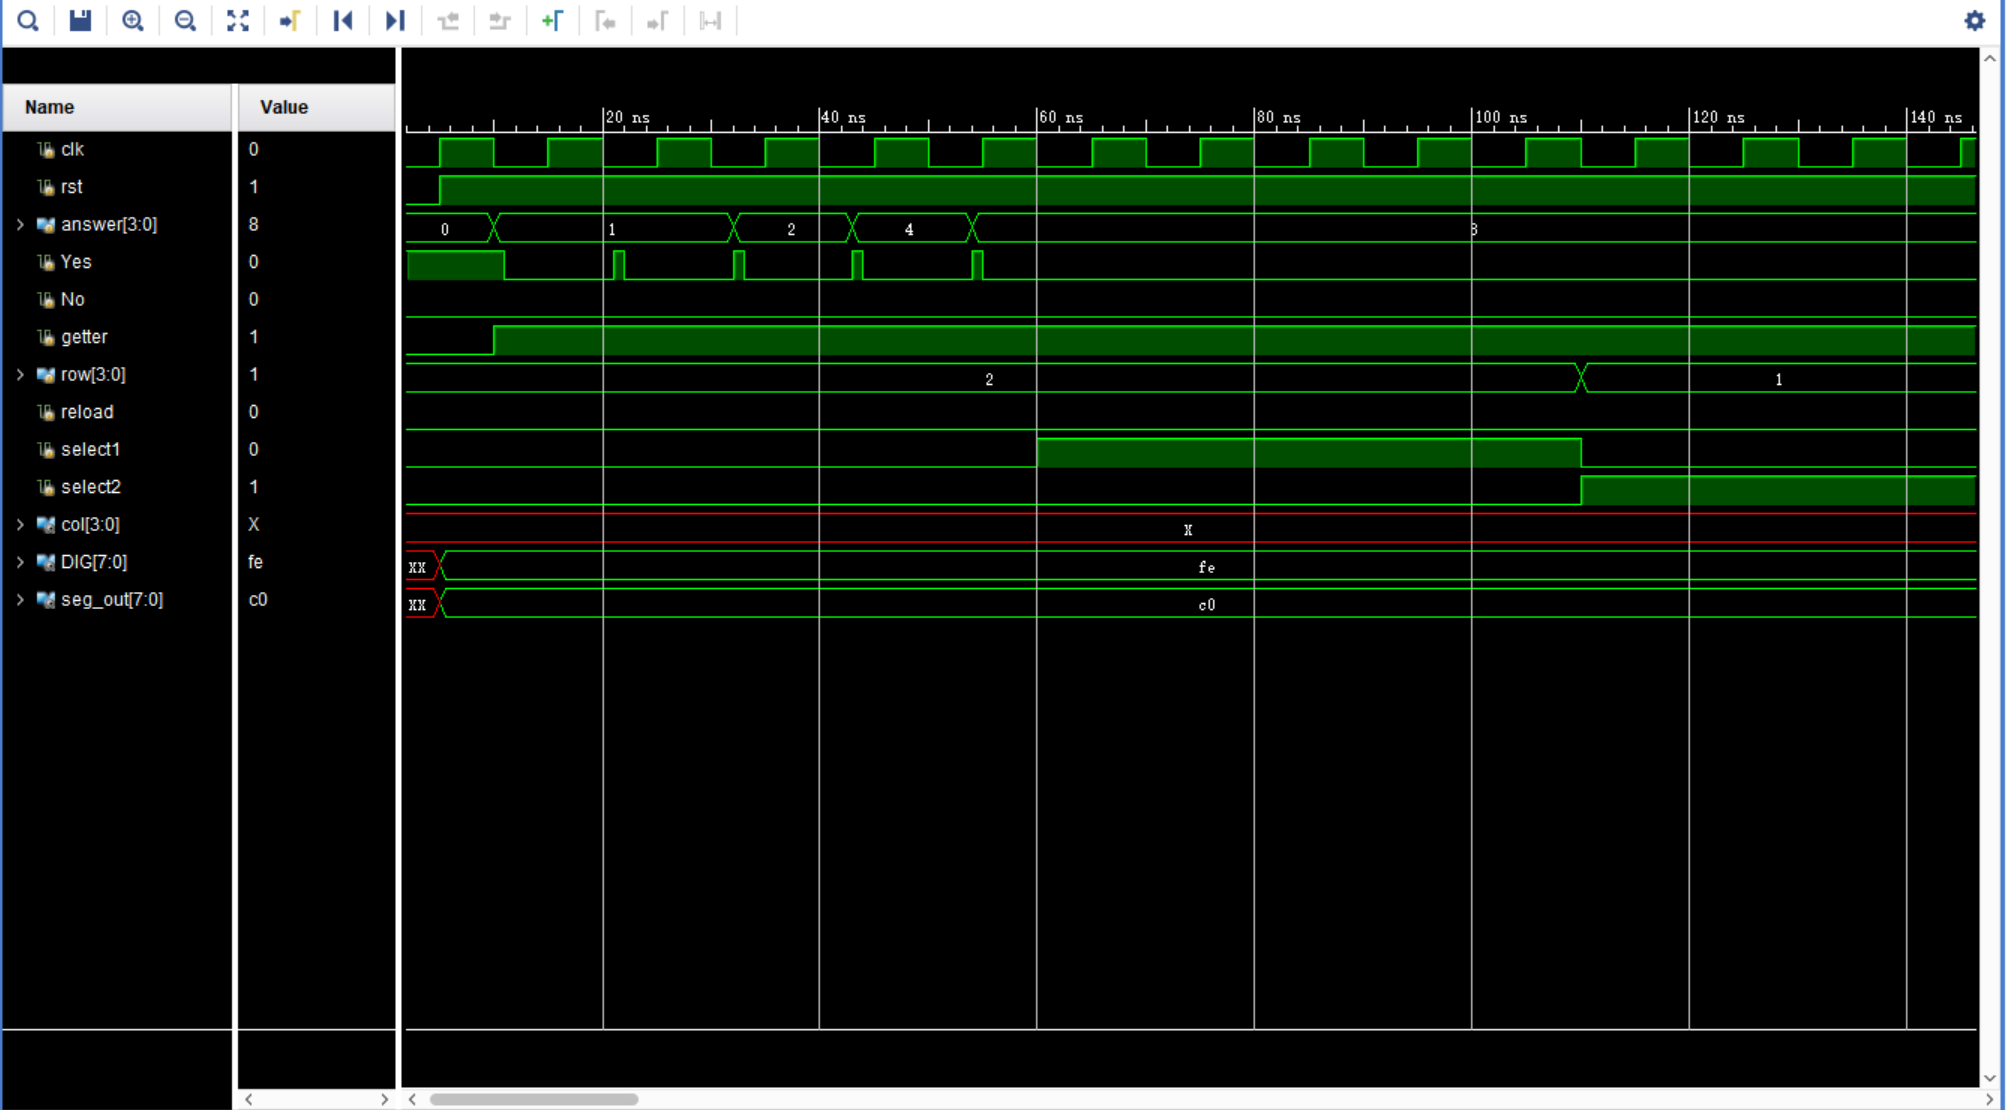 Name Value
20 ns 40 ns 60 ns 80 ns 100 ns 120 ns 140 ns
clk 0
rst 1
answer[3:0] 8 0 1 2 4 8
Yes 0
No 0
getter 1
row[3:0] 1 2 1
reload 0
select1 0
select2 1
col[3:0] X X
DIG[7:0] fe XX fe
seg_out[7:0] c0 XX c0